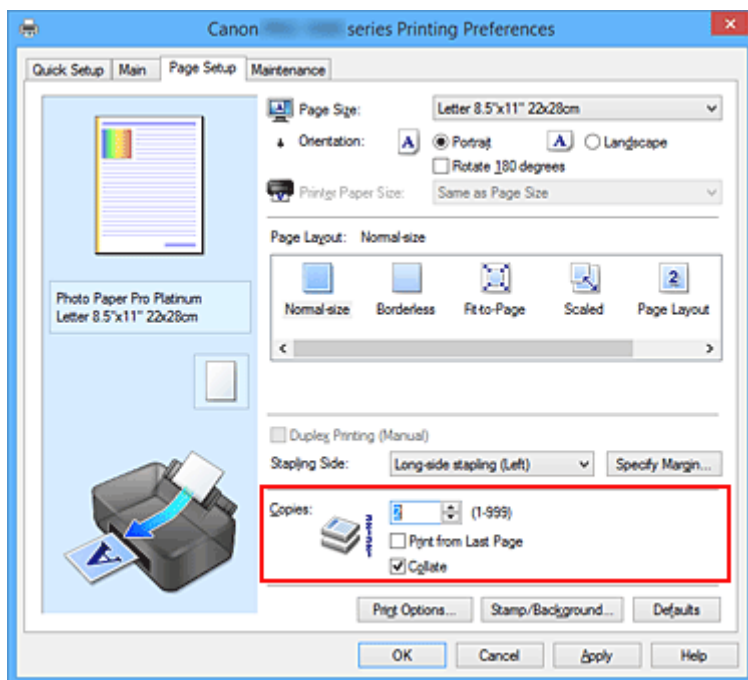 Canon series Printing Preferences
Quick Setup Main Page Setup Maintenance
Page Size: Letter 8.5"x11" 22x28cm
Orientation: A Portrait A Landscape
Rotate 180 degrees
Printer Paper Size: Same as Page Size
Page Layout: Normal-size
2
Normal-size Borderless Fit-to-Page Scaled Page Layout
Photo Paper Pro Platinum
Letter 8.5"x11" 22x28cm
Duplex Printing (Manual)
Stapling Side: Long-side stapling (Left) Specify Margin...
Copies: 2 (1-999)
Print from Last Page
Collate
A
Print Options... Stamp/Background... Defaults
OK Cancel Apply Help